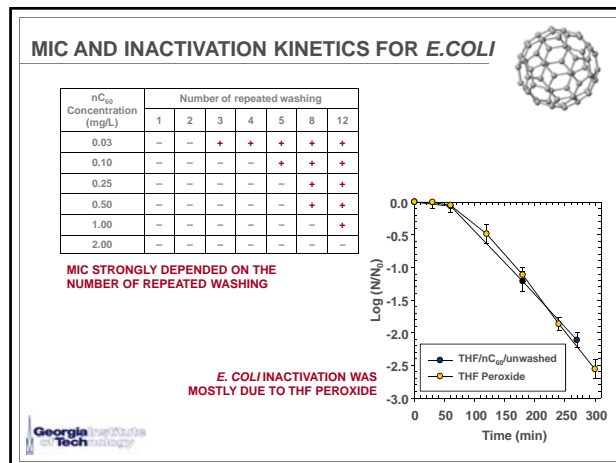 MIC AND INACTIVATION KINETICS FOR E.COLI
nC60 Concentration (mg/L) Number of repeated washing
1 2 3 4 5 8 12
0.03 – – + + + + +
0.10 – – – – + + +
0.25 – – – – – + +
0.50 – – – – – + +
1.00 – – – – – – +
2.00 – – – – – – –
MIC STRONGLY DEPENDED ON THE
NUMBER OF REPEATED WASHING
E. COLI INACTIVATION WAS
MOSTLY DUE TO THF PEROXIDE
Log (N/N0)
0.0
-0.5
-1.0
-1.5
-2.0
-2.5
-3.0
THF/nC60/unwashed
THF Peroxide
0 50 100 150 200 250 300
Time (min)
Georgia Institute
of Technology